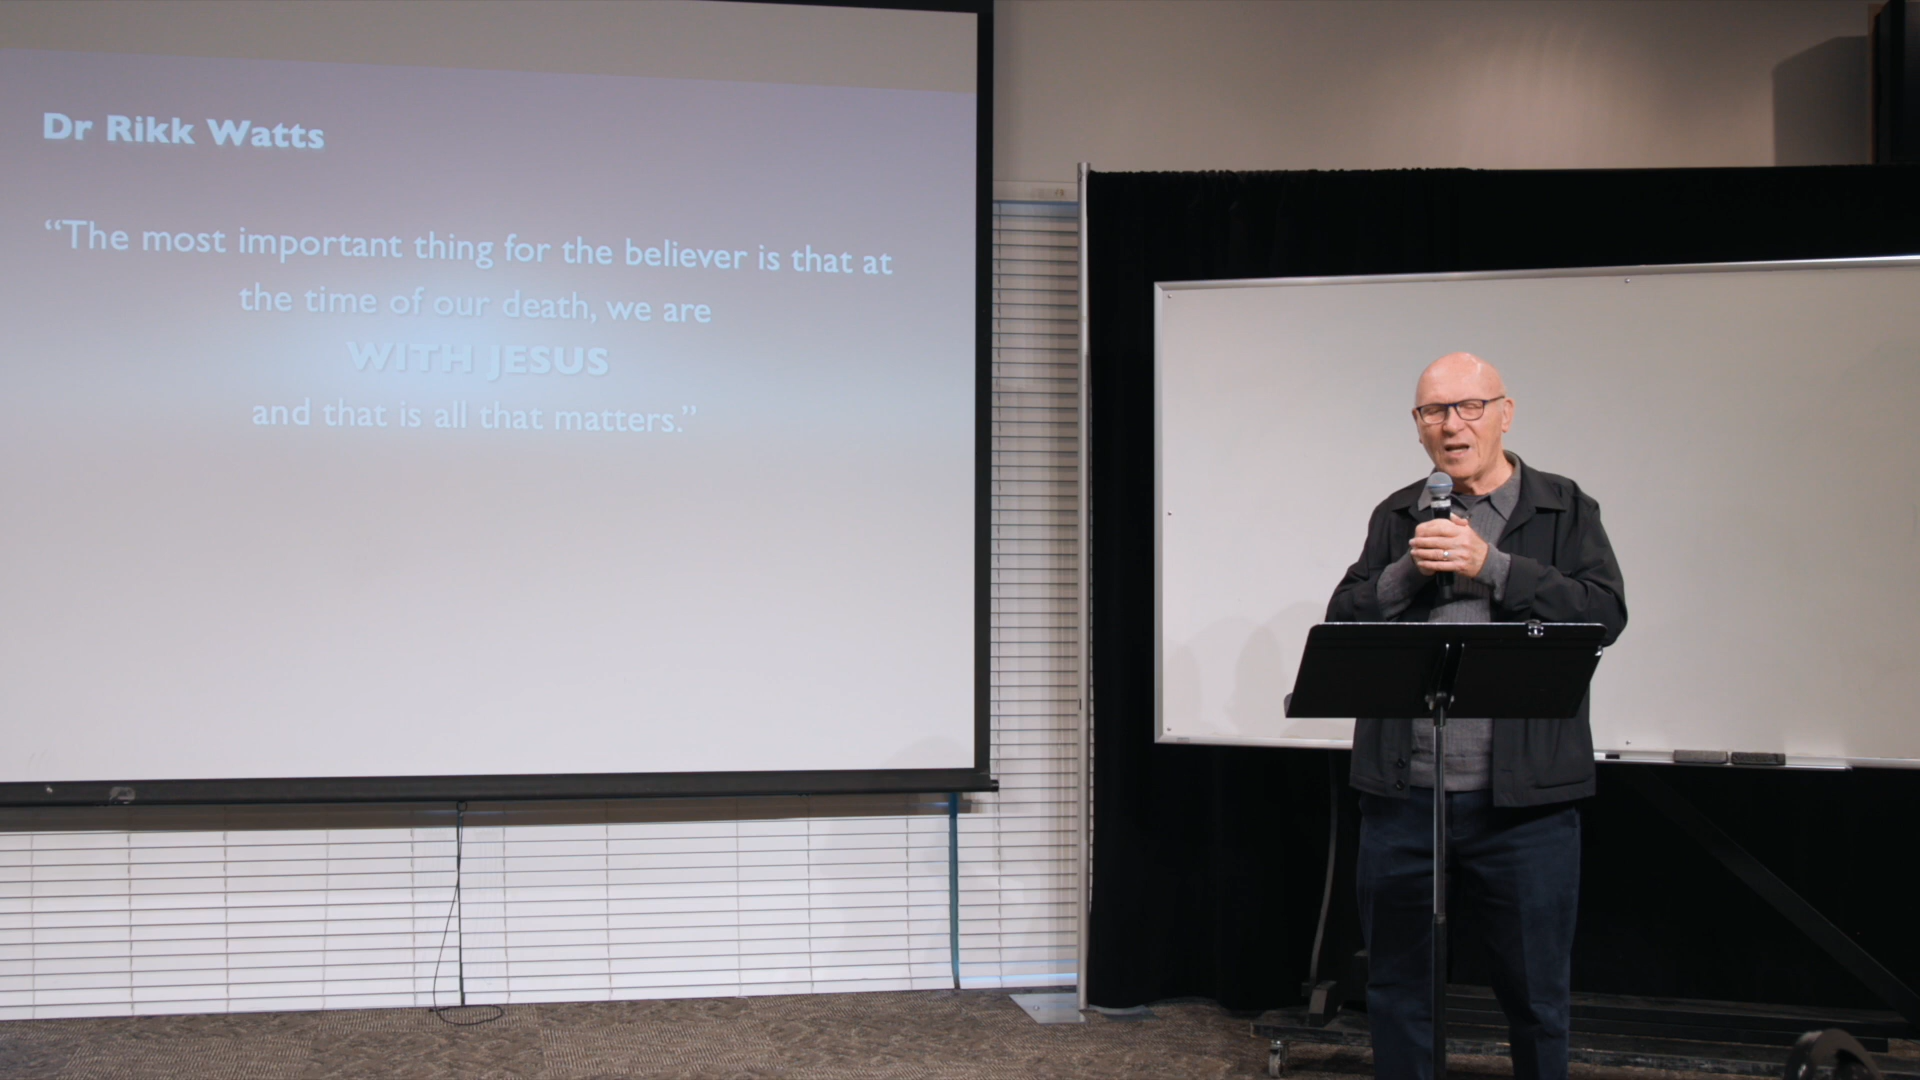 Dr Rikk Watts
“The most important thing for the believer is that at
the time of our death, we are
WITH JESUS
and that is all that matters.”